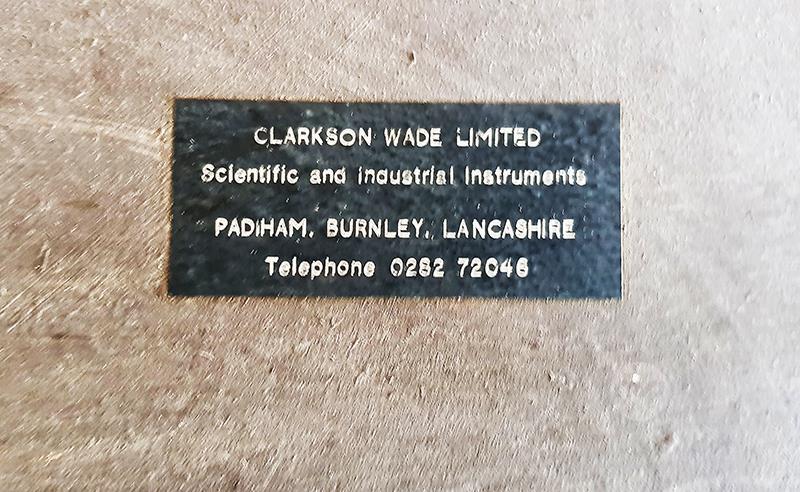 CLARKSON WADE LIMITED
Scientific and Industrial Instruments
PADIHAM, BURNLEY, LANCASHIRE
Telephone 0282 72046